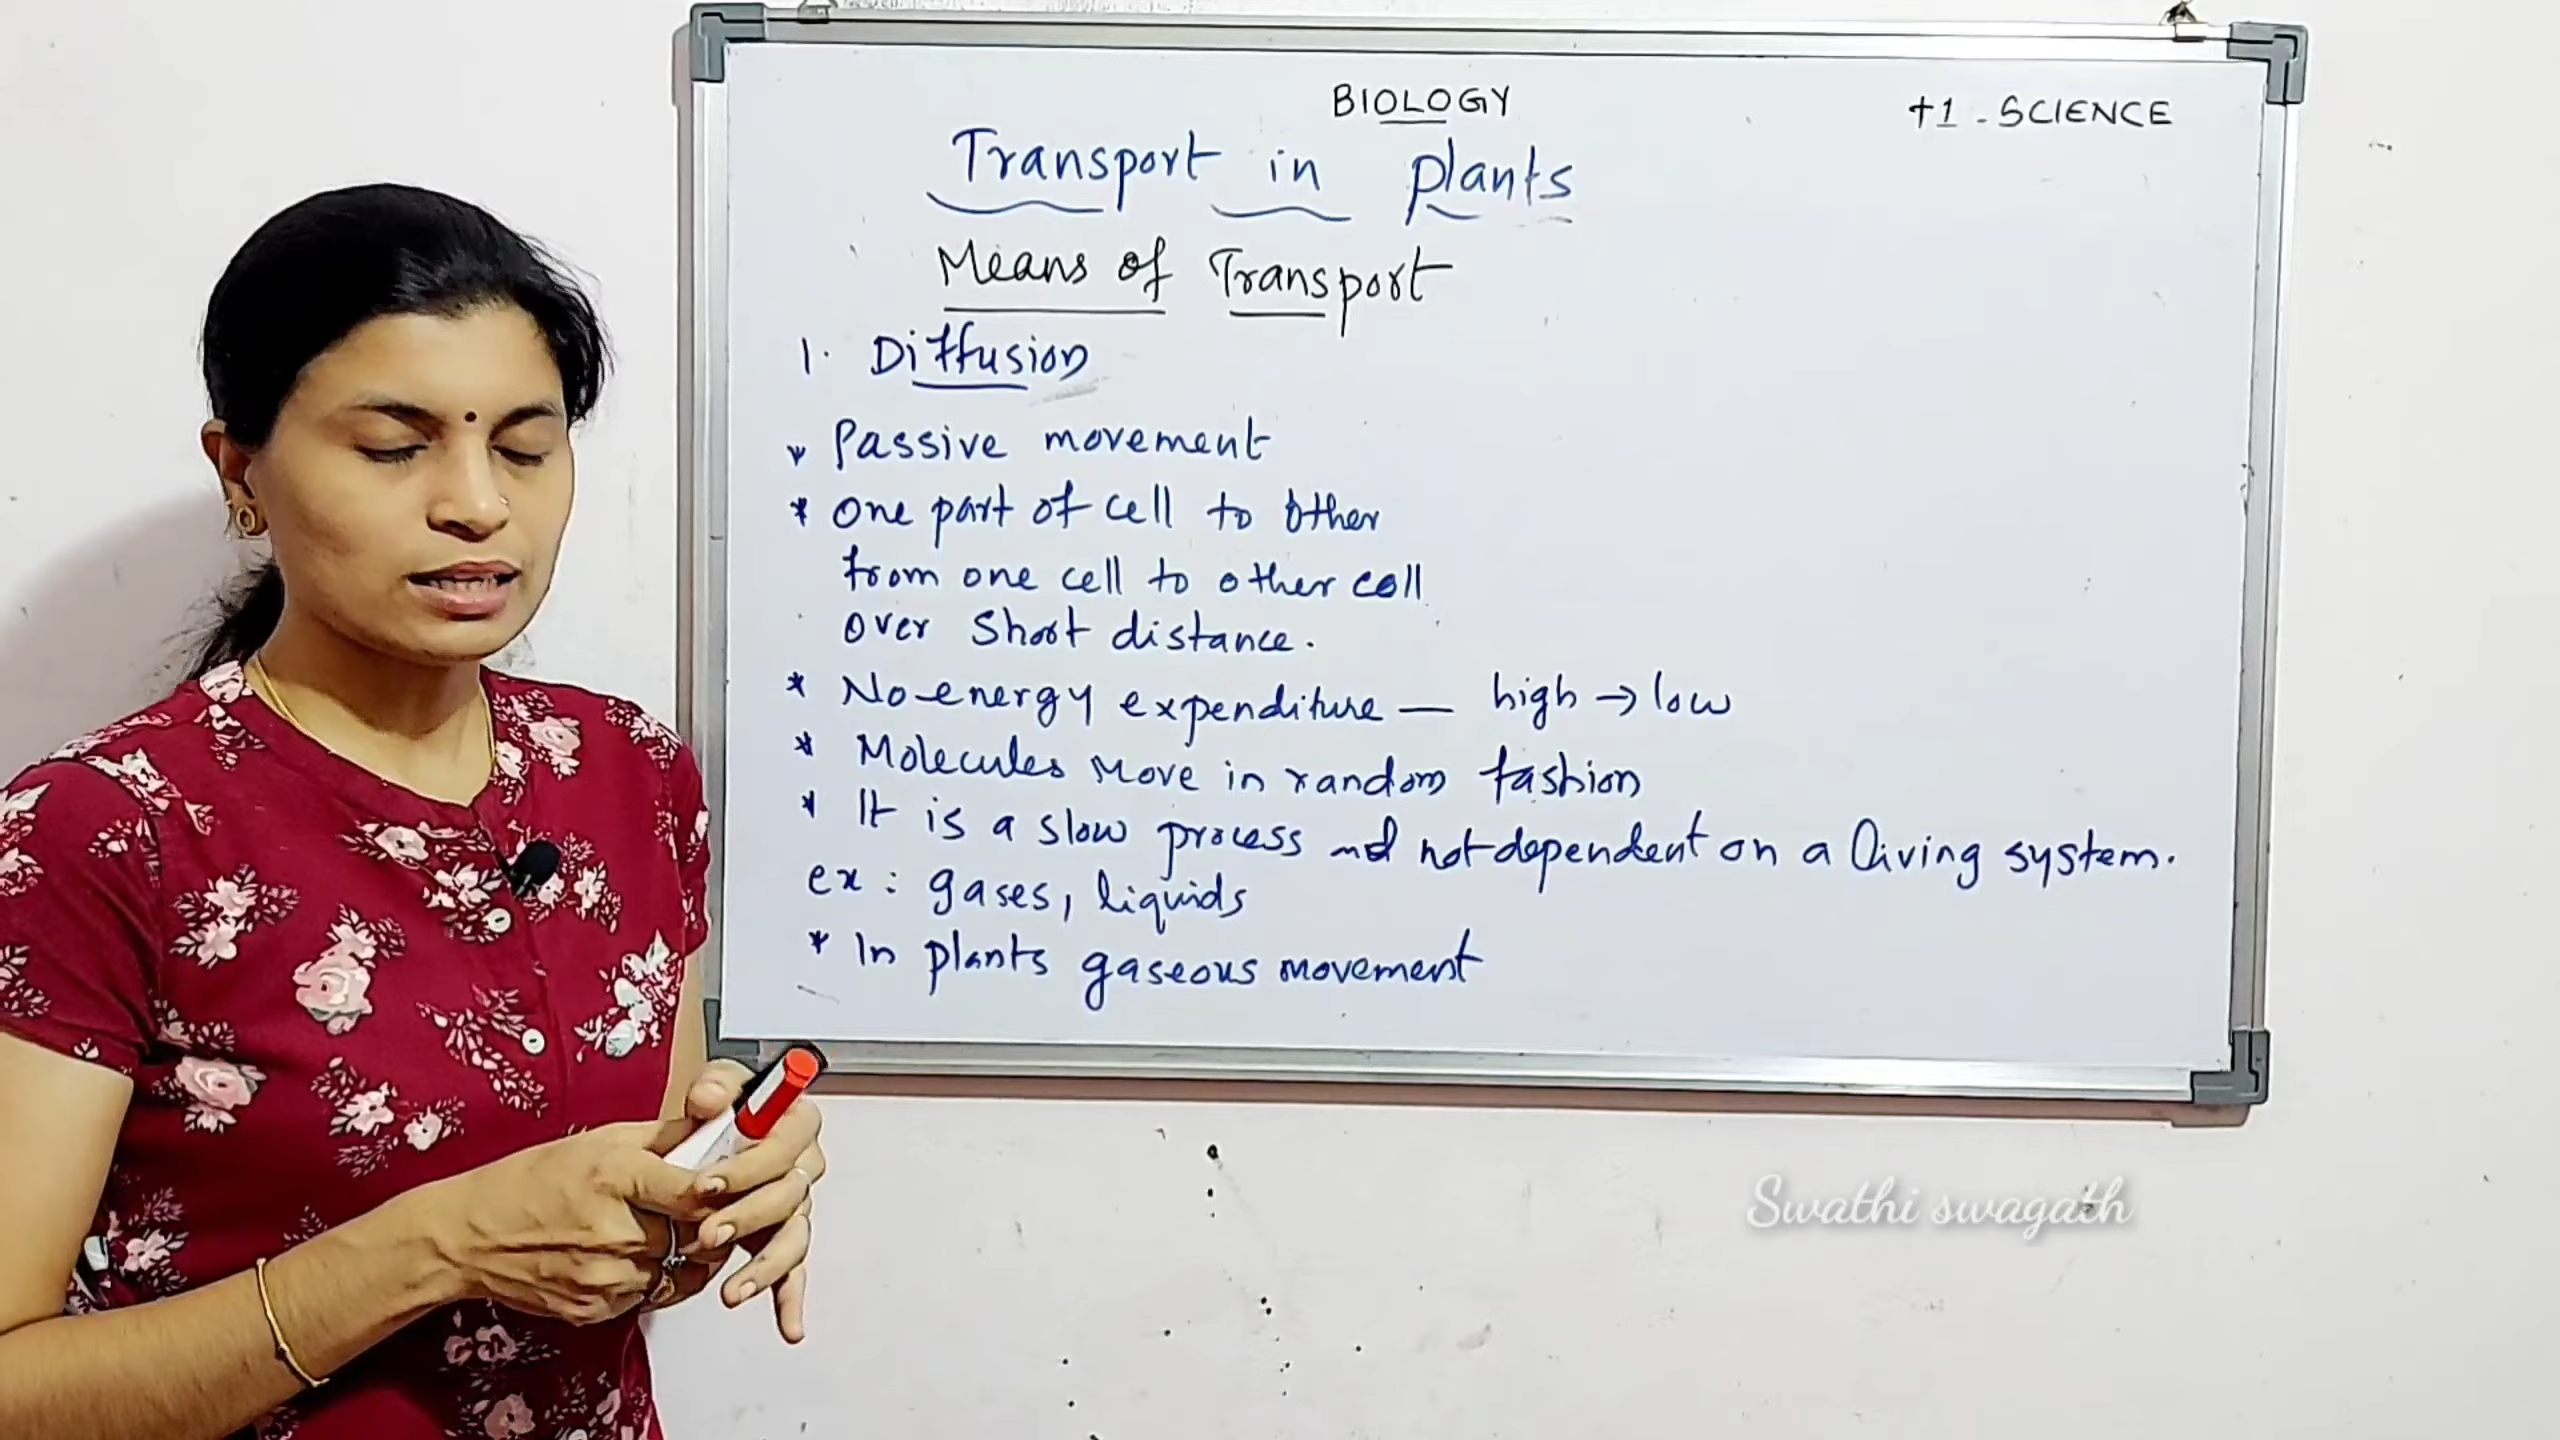 BIOLOGY
+1 - SCIENCE
Transport in plants
Means of Transport
1. Diffusion
* Passive movement
* One part of cell to other
from one cell to other cell
over short distance.
* No energy expenditure — high → low
* Molecules move in random fashion
* It is a slow process and not dependent on a living system.
ex : gases, liquids
* In plants gaseous movement
Swathi swagath